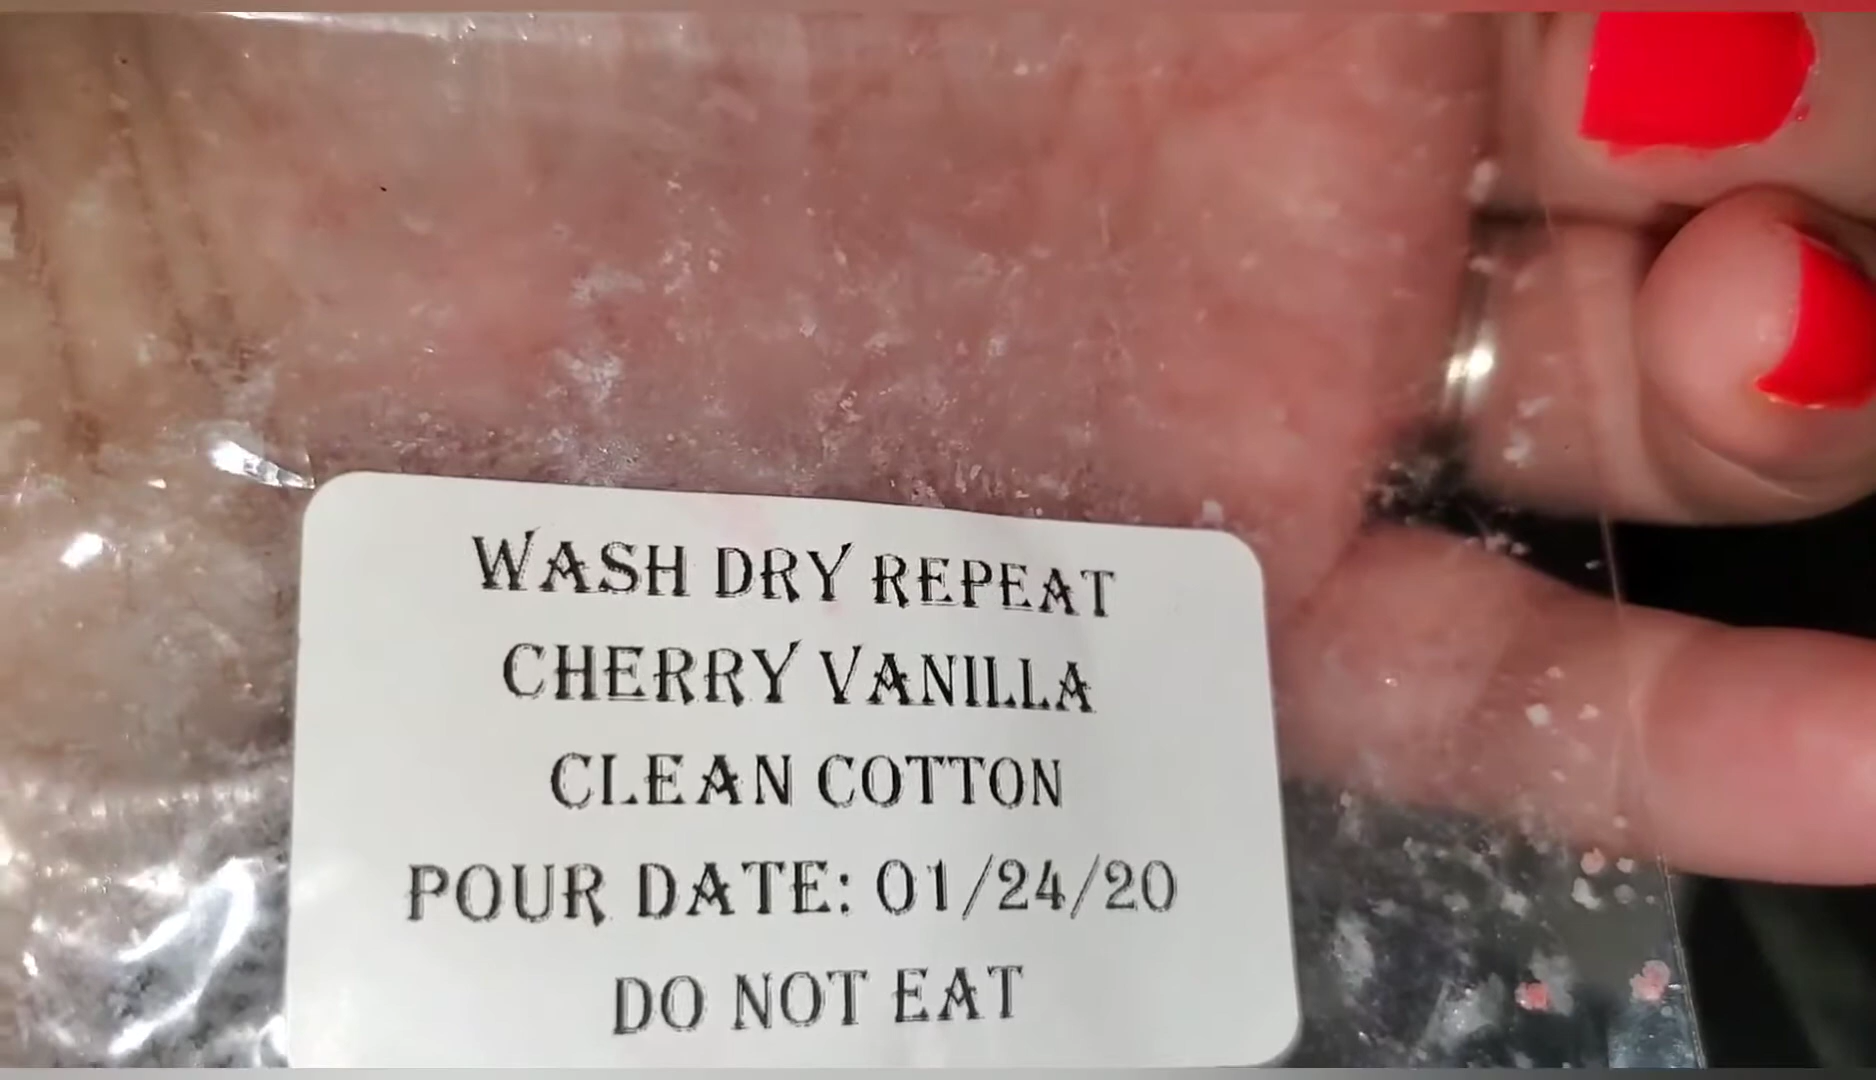 WASH DRY REPEAT
CHERRY VANILLA
CLEAN COTTON
POUR DATE: 01/24/20
DO NOT EAT